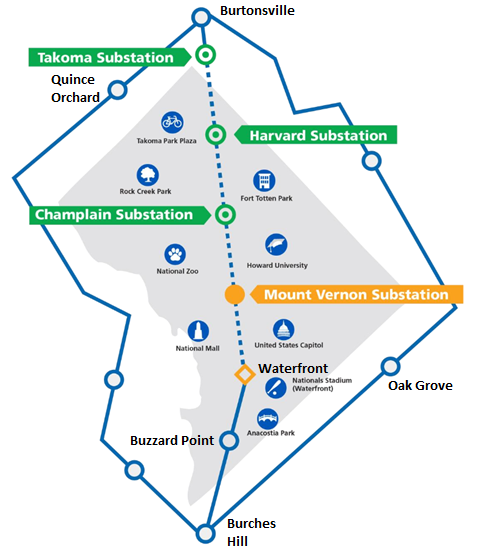 Burtonsville
Takoma Substation
Quince
Orchard
Harvard Substation
Takoma Park Plaza
Rock Creek Park
Fort Totten Park
Champlain Substation
Howard University
National Zoo
Mount Vernon Substation
National Mall
United States Capitol
Waterfront
Nationals Stadium
(Waterfront)
Oak Grove
Anacostia Park
Buzzard Point
Burches
Hill